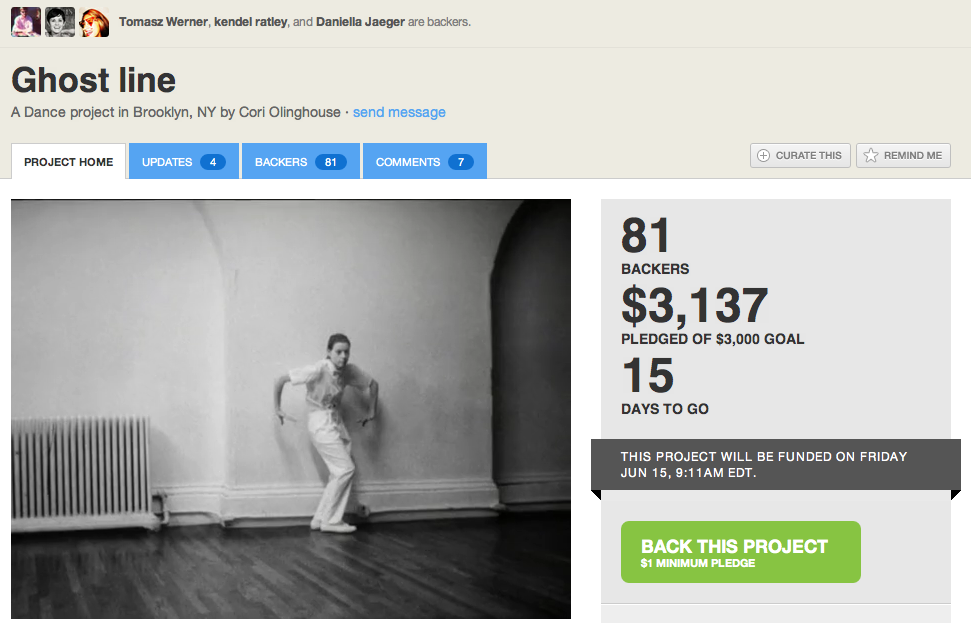 Tomasz Werner, kendel ratley, and Daniella Jaeger are backers.
Ghost line
A Dance project in Brooklyn, NY by Cori Olinghouse · send message
PROJECT HOME
UPDATES 4
BACKERS 81
COMMENTS 7
CURATE THIS
REMIND ME
81
BACKERS
$3,137
PLEDGED OF $3,000 GOAL
15
DAYS TO GO
THIS PROJECT WILL BE FUNDED ON FRIDAY
JUN 15, 9:11AM EDT.
BACK THIS PROJECT
$1 MINIMUM PLEDGE